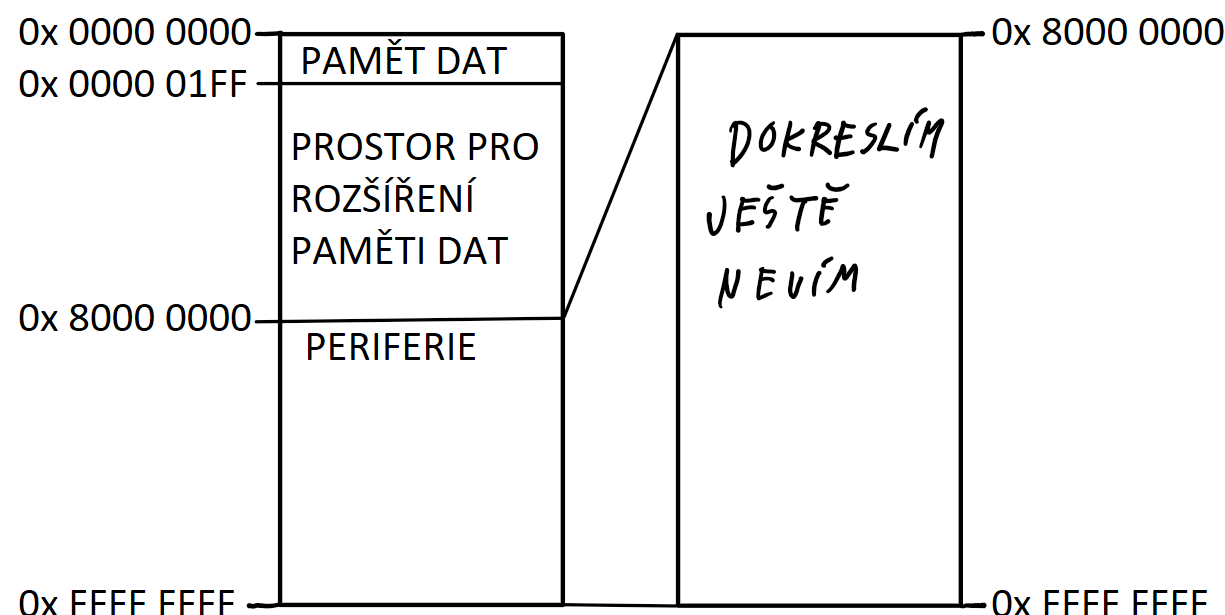 0x 0000 0000
PAMĚT DAT
0x 0000 01FF
PROSTOR PRO
ROZŠÍŘENÍ
PAMĚTI DAT
0x 8000 0000
PERIFERIE
0x FFFF FFFF
0x 8000 0000
DOKRESLÍM
JEŠTĚ
NEVÍM
0x FFFF FFFF